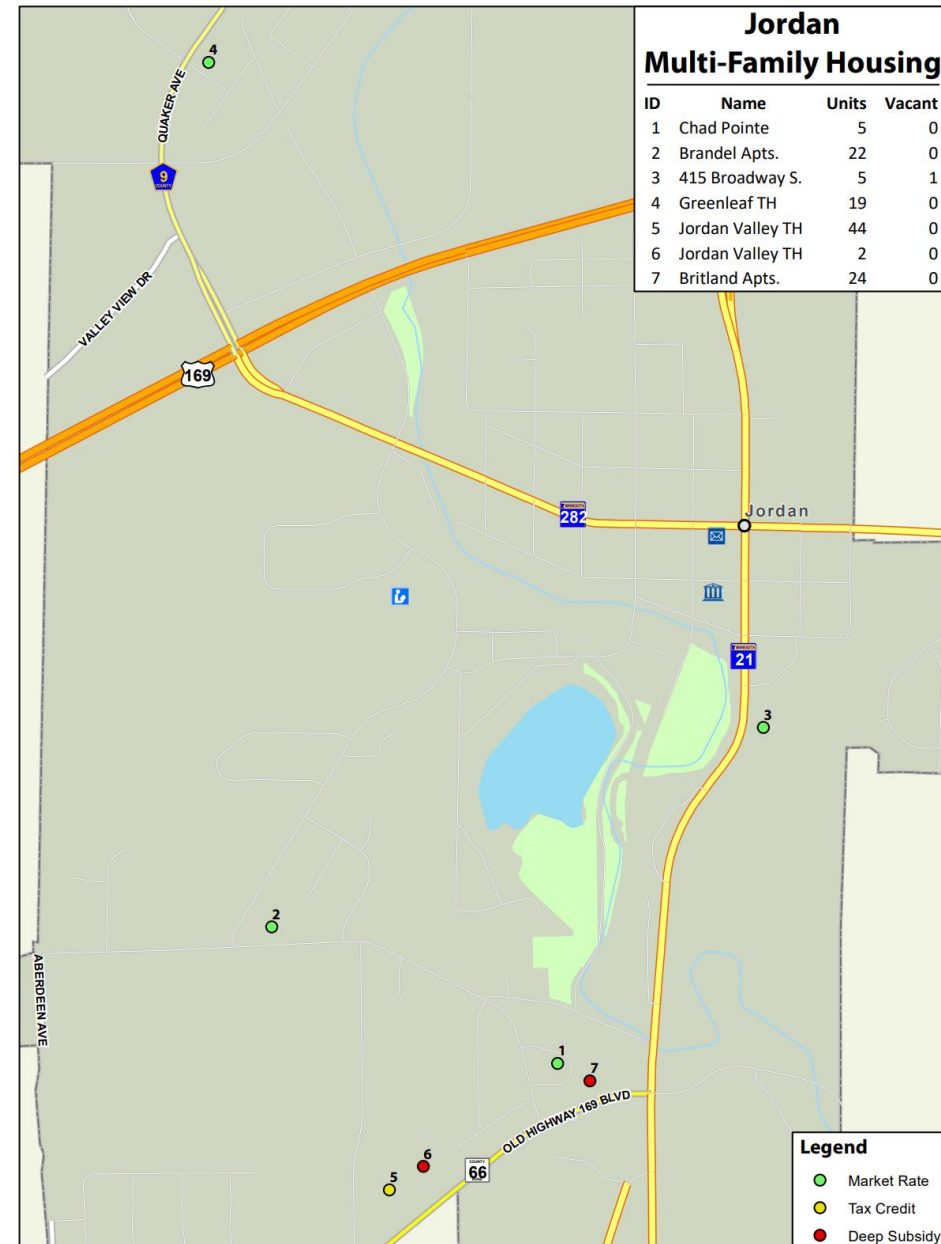 Jordan
Multi-Family Housing
ID Name Units Vacant
1 Chad Pointe 5 0
2 Brandel Apts. 22 0
3 415 Broadway S. 5 1
4 Greenleaf TH 19 0
5 Jordan Valley TH 44 0
6 Jordan Valley TH 2 0
7 Britland Apts. 24 0
4
QUAKER AVE
9
COUNTY
VALLEY VIEW DR
169
282
Jordan
21
3
2
ABERDEEN AVE
1
7
OLD HIGHWAY 169 BLVD
6
5
COUNTY
66
Legend
Market Rate
Tax Credit
Deep Subsidy